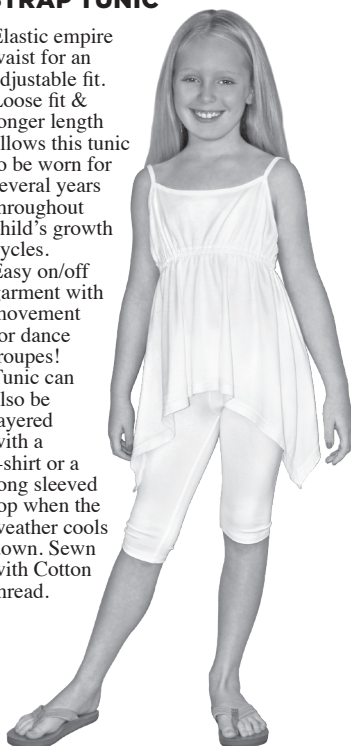 STRAP TUNIC
Elastic empire
waist for an
adjustable fit.
Loose fit &
longer length
allows this tunic
to be worn for
several years
throughout
child's growth
cycles.
Easy on/off
garment with
movement
for dance
troupes!
Tunic can
also be
layered
with a
t-shirt or a
long sleeved
top when the
weather cools
down. Sewn
with Cotton
thread.